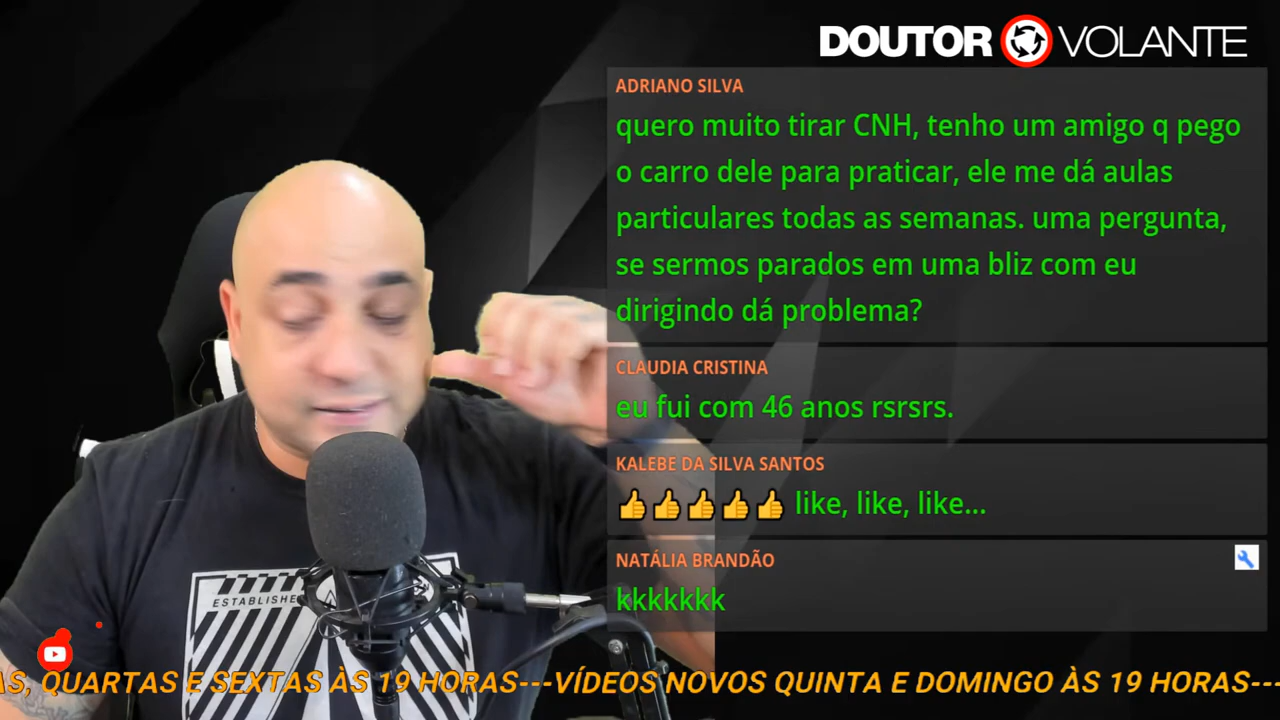 DOUTOR VOLANTE
ADRIANO SILVA
quero muito tirar CNH, tenho um amigo q pego
o carro dele para praticar, ele me dá aulas
particulares todas as semanas. uma pergunta,
se sermos parados em uma bliz com eu
dirigindo dá problema?
CLAUDIA CRISTINA
eu fui com 46 anos rsrsrs.
KALEBE DA SILVA SANTOS
👍👍👍👍👍 like, like, like...
NATÁLIA BRANDÃO
kkkkkkk
ESTABLISHE
AS, QUARTAS E SEXTAS ÀS 19 HORAS---VÍDEOS NOVOS QUINTA E DOMINGO ÀS 19 HORAS---